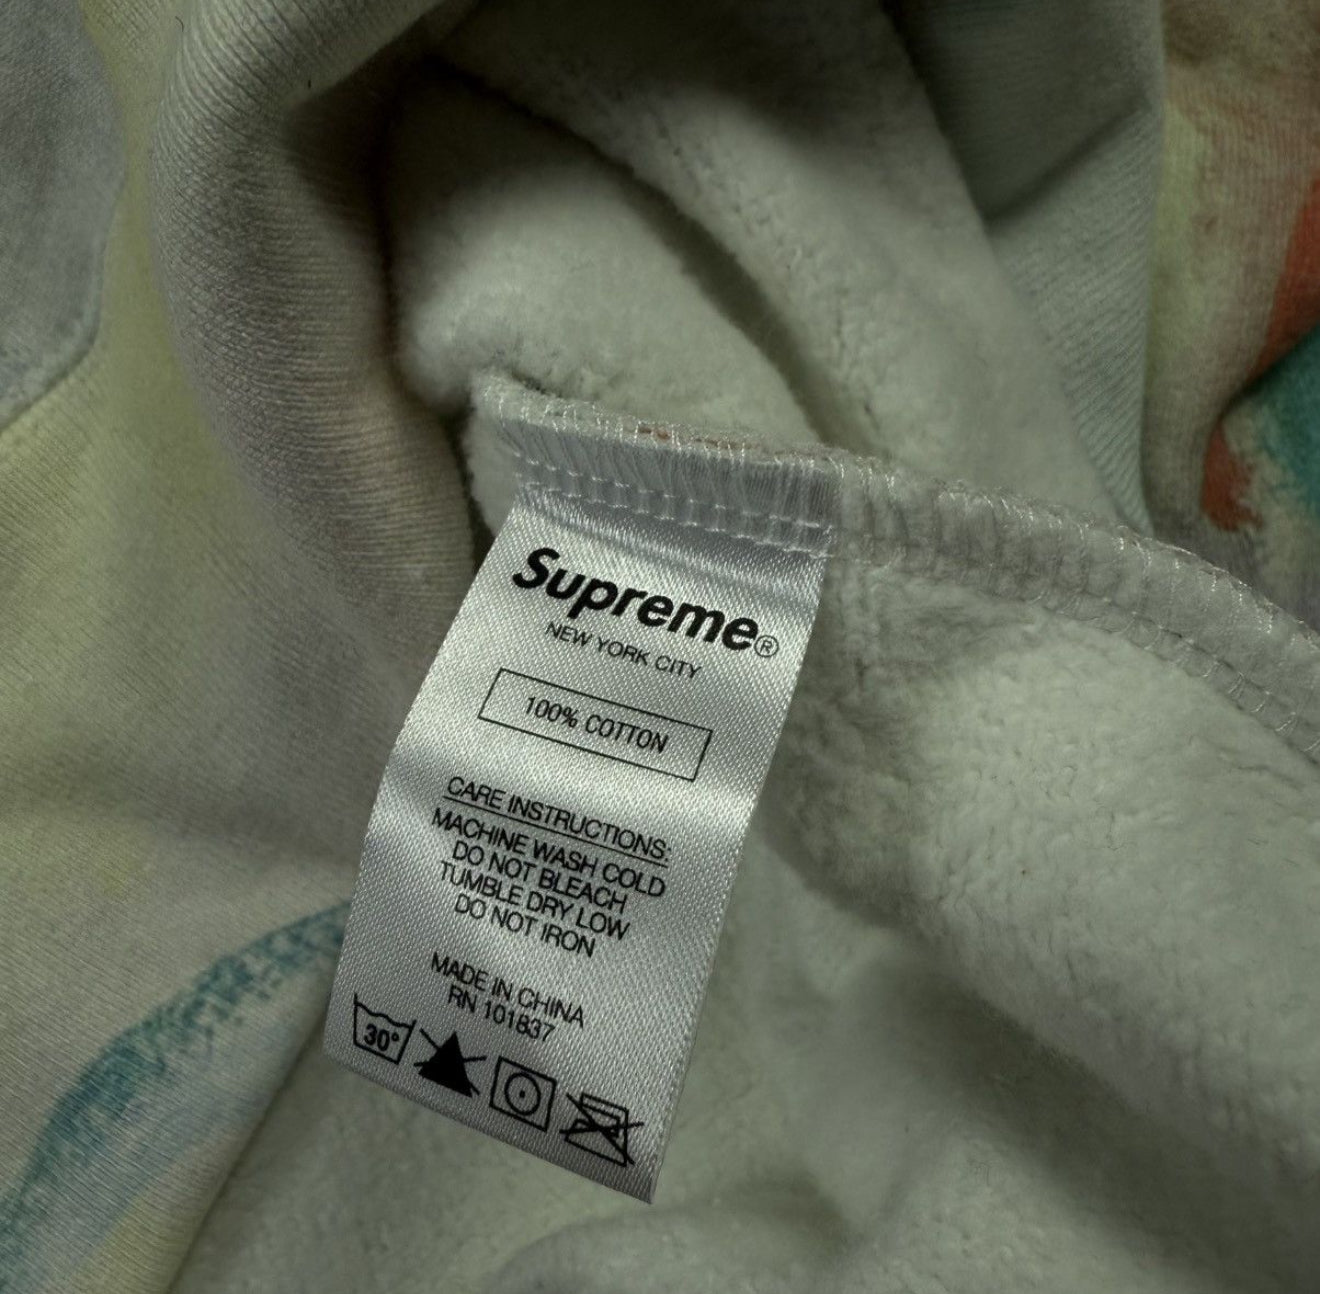 Supreme®
NEW YORK CITY
100% COTTON
CARE INSTRUCTIONS:
MACHINE WASH COLD
DO NOT BLEACH
TUMBLE DRY LOW
DO NOT IRON
MADE IN CHINA
RN 101837
30°